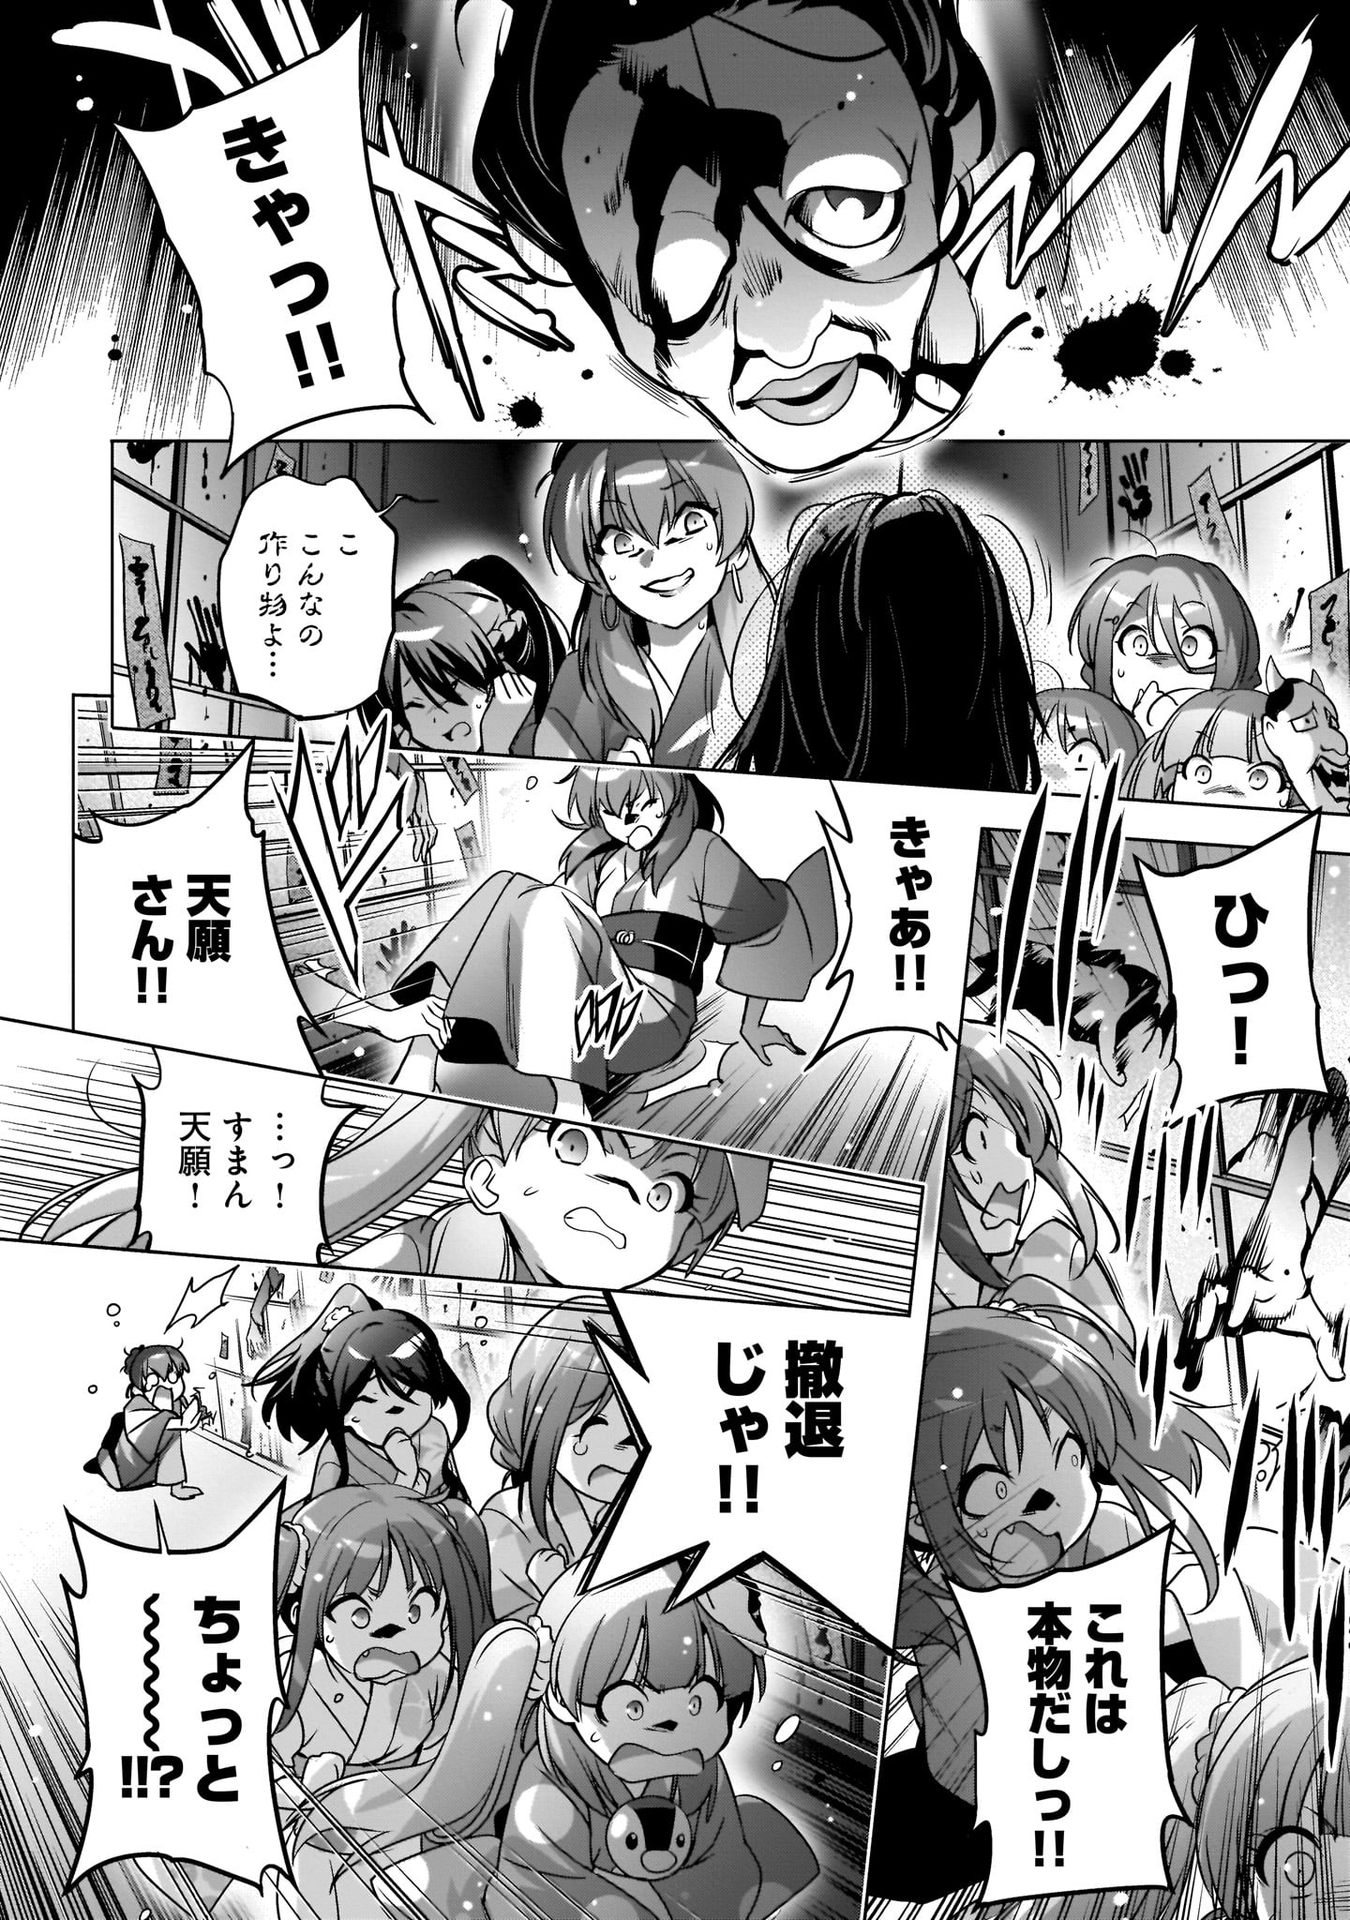 きゃっ!!
こ
こんなの
作り物よ…
ひっ!
きゃあ!!
天願
さん!!
これは
本物だしっ!!
…っ!
すまん
天願!
撤退
じゃ!!
ちょっと
〜〜〜!!?